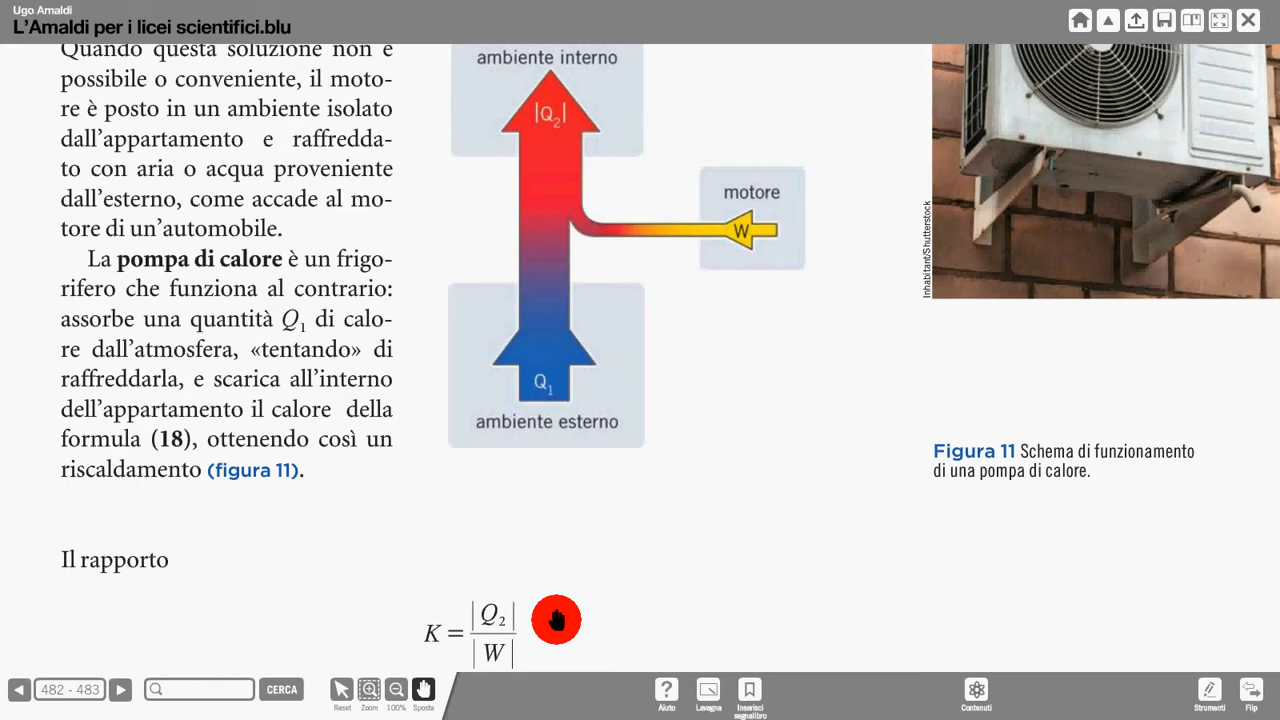 Ugo Amaldi
L'Amaldi per i licei scientifici.blu
Quando questa soluzione non è
possibile o conveniente, il moto-
re è posto in un ambiente isolato
dall'appartamento e raffredda-
to con aria o acqua proveniente
dall'esterno, come accade al mo-
tore di un'automobile.
La pompa di calore è un frigo-
rifero che funziona al contrario:
assorbe una quantità Q₁ di calo-
re dall'atmosfera, «tentando» di
raffreddarla, e scarica all'interno
dell'appartamento il calore della
formula (18), ottenendo così un
riscaldamento (figura 11).
ambiente interno
|Q₂|
motore
W
Q₁
ambiente esterno
Inhabitant/Shutterstock
Figura 11 Schema di funzionamento
di una pompa di calore.
Il rapporto
K = |Q₂| / |W|
482 - 483
CERCA
Reset
Zoom
100%
Sposta
Aiuto
Lavagna
Inserisci
segnalibro
Contenuti
Strumenti
Flip